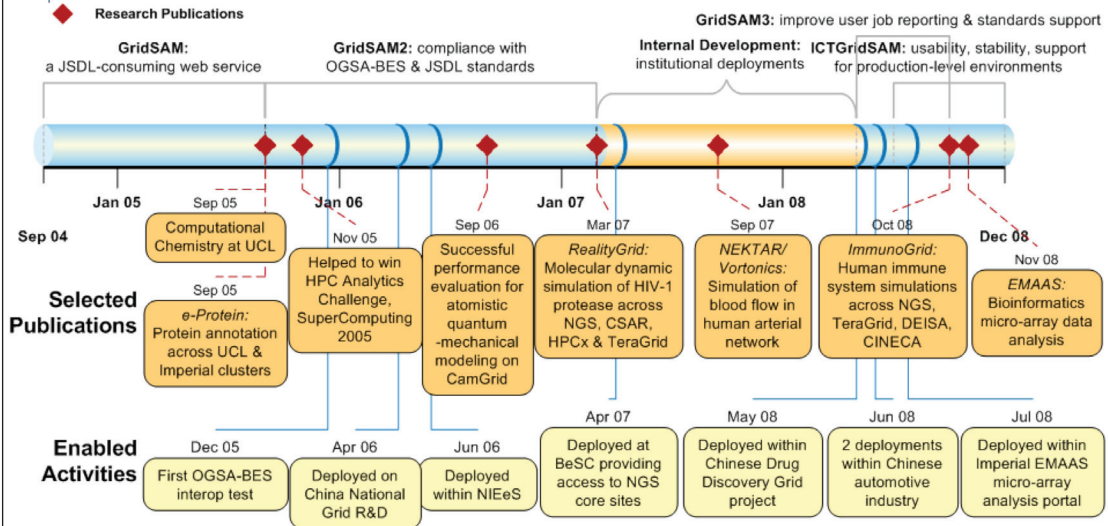 Research Publications
GridSAM3: improve user job reporting & standards support
GridSAM:
a JSDL-consuming web service
GridSAM2: compliance with
OGSA-BES & JSDL standards
Internal Development:
institutional deployments
ICTGridSAM: usability, stability, support
for production-level environments
Jan 05
Jan 06
Jan 07
Jan 08
Sep 04
Dec 08
Selected
Publications
Sep 05
Computational
Chemistry at UCL
Sep 05
e-Protein:
Protein annotation
across UCL &
Imperial clusters
Nov 05
Helped to win
HPC Analytics
Challenge,
SuperComputing
2005
Sep 06
Successful
performance
evaluation for
atomistic
quantum
-mechanical
modeling on
CamGrid
Mar 07
RealityGrid:
Molecular dynamic
simulation of HIV-1
protease across
NGS, CSAR,
HPCx & TeraGrid
Sep 07
NEKTAR/
Vortonics:
Simulation of
blood flow in
human arterial
network
Oct 08
ImmunoGrid:
Human immune
system simulations
across NGS,
TeraGrid, DEISA,
CINECA
Nov 08
EMAAS:
Bioinformatics
micro-array data
analysis
Enabled
Activities
Dec 05
First OGSA-BES
interop test
Apr 06
Deployed on
China National
Grid R&D
Jun 06
Deployed
within NIEeS
Apr 07
Deployed at
BeSC providing
access to NGS
core sites
May 08
Deployed within
Chinese Drug
Discovery Grid
project
Jun 08
2 deployments
within Chinese
automotive
industry
Jul 08
Deployed within
Imperial EMAAS
micro-array
analysis portal